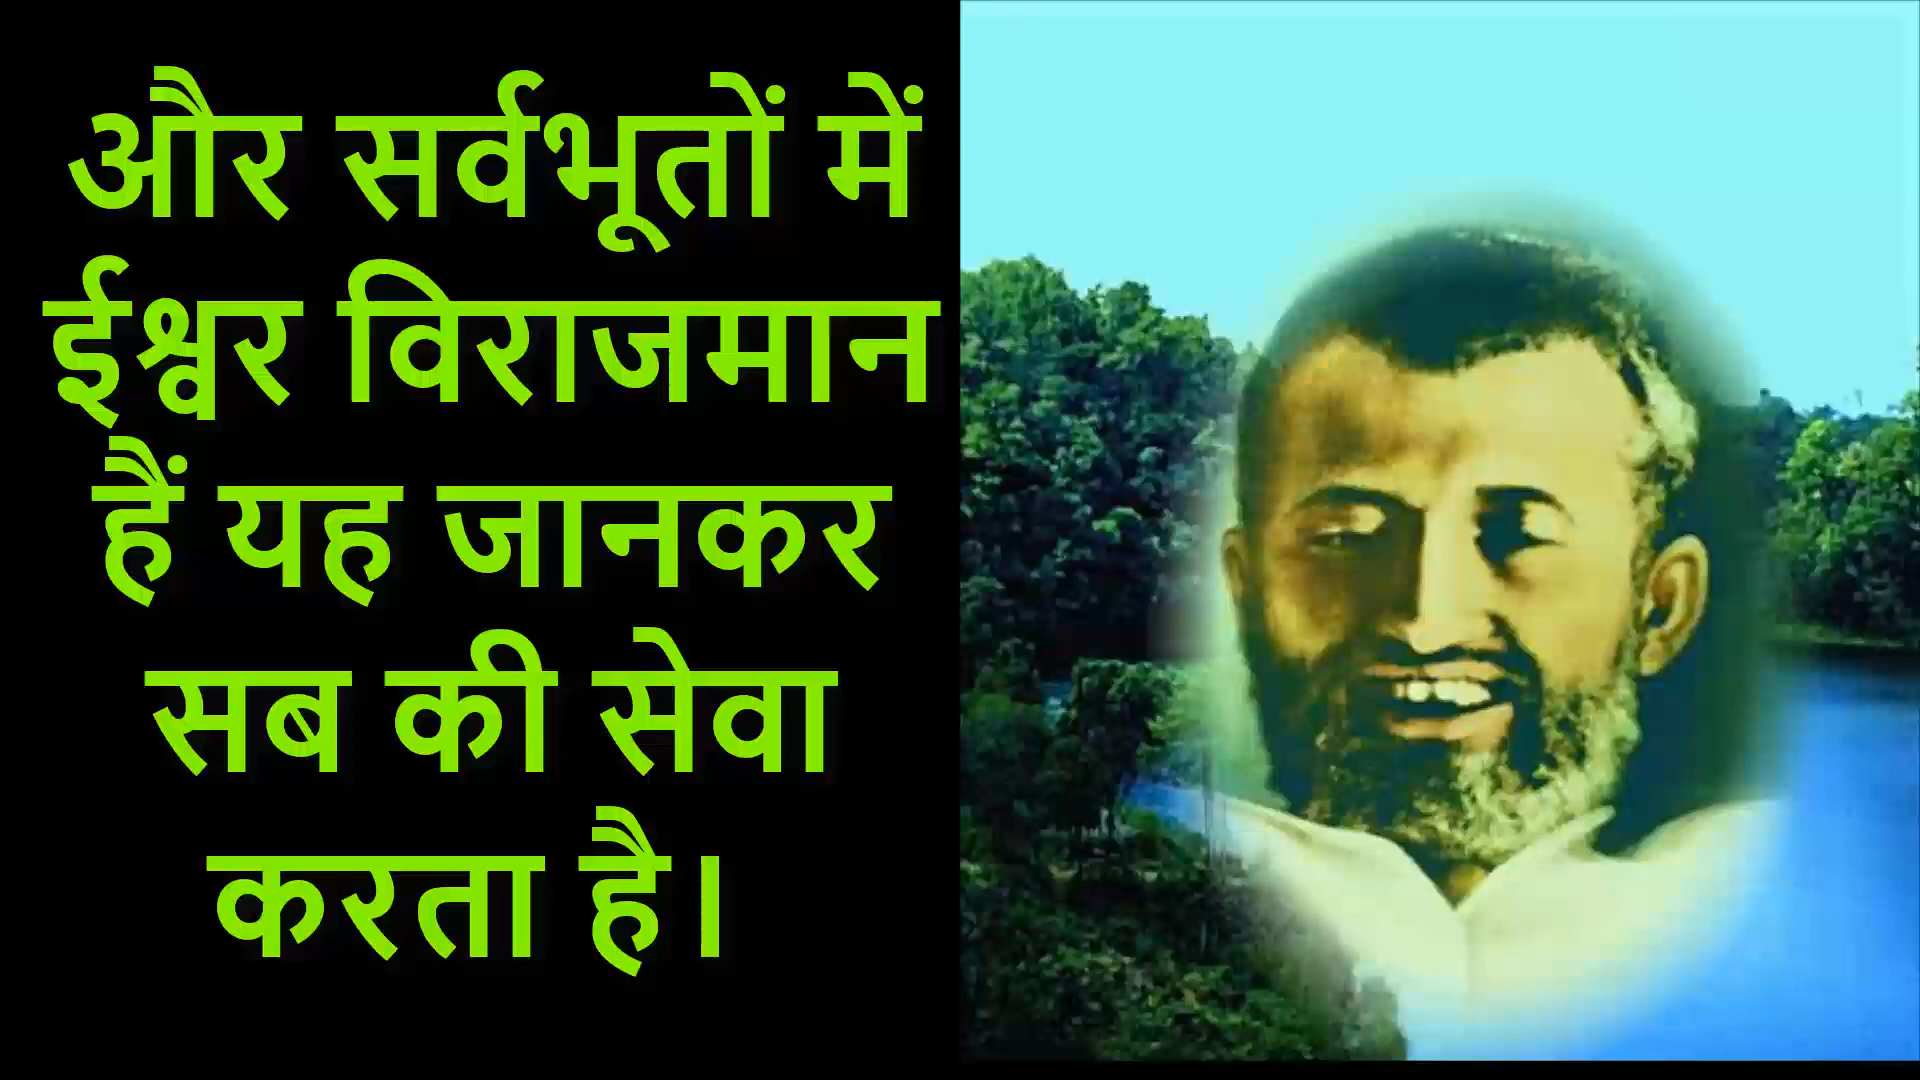 और सर्वभूतों में
ईश्वर विराजमान
हैं यह जानकर
सब की सेवा
करता है।